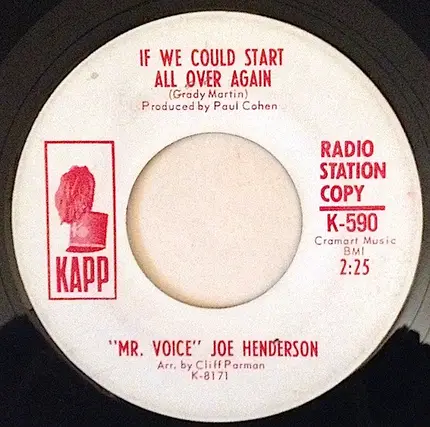 IF WE COULD START
ALL OVER AGAIN
(Grady Martin)
Produced by Paul Cohen
RADIO
STATION
COPY
K-590
Cramart Music
BMI
2:25
KAPP
"MR. VOICE" JOE HENDERSON
Arr. by Cliff Parman
K-8171